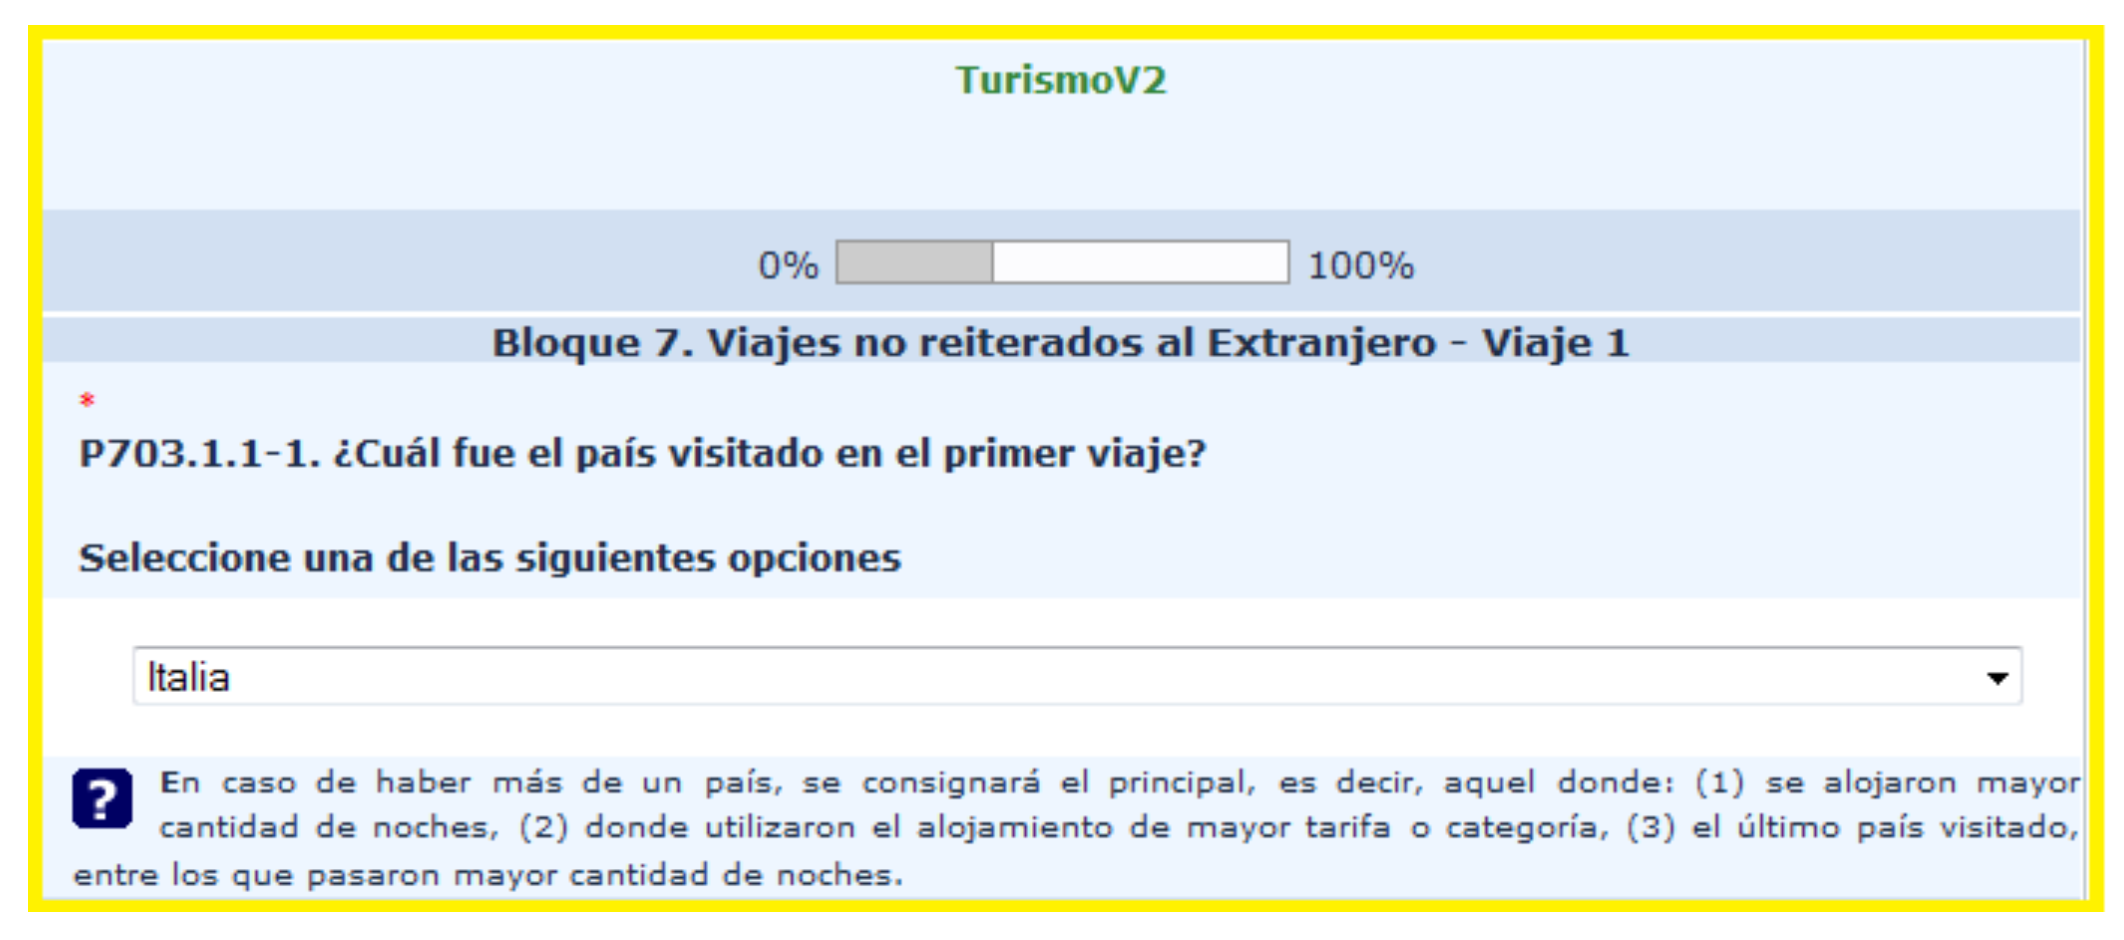 TurismoV2
0% 100%
Bloque 7. Viajes no reiterados al Extranjero - Viaje 1
*
P703.1.1-1. ¿Cuál fue el país visitado en el primer viaje?
Seleccione una de las siguientes opciones
Italia
? En caso de haber más de un país, se consignará el principal, es decir, aquel donde: (1) se alojaron mayor
cantidad de noches, (2) donde utilizaron el alojamiento de mayor tarifa o categoría, (3) el último país visitado,
entre los que pasaron mayor cantidad de noches.